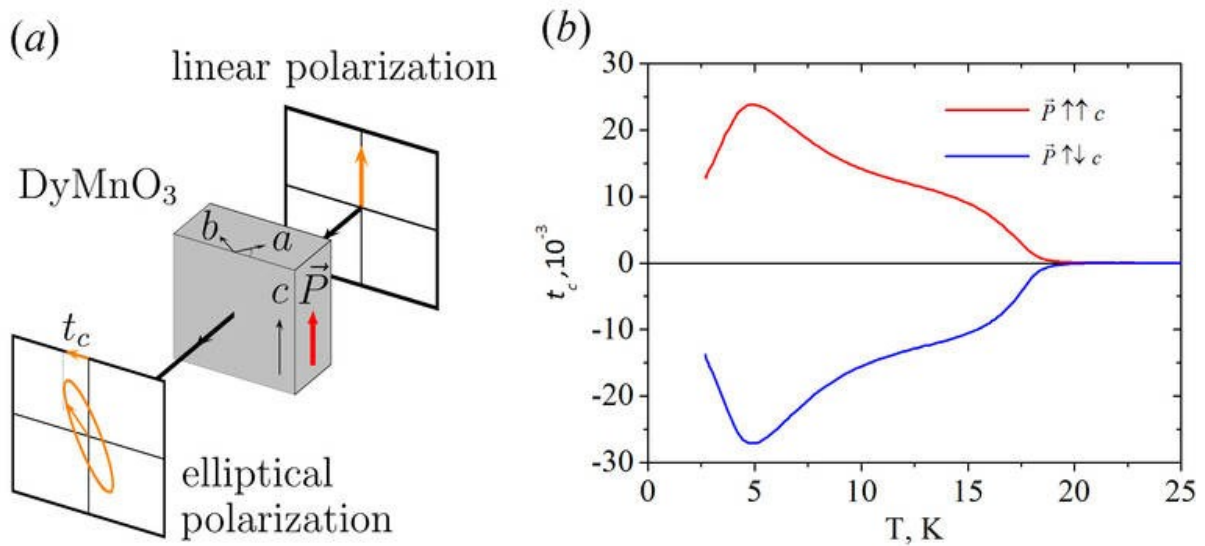 (a)
linear polarization
DyMnO₃
b
a
c
P⃗
t_c
elliptical
polarization
(b)
30
20
10
0
-10
-20
-30
t_c ,10⁻³
P⃗ ↑↑ c
P⃗ ↑↓ c
0
5
10
15
20
25
T, K